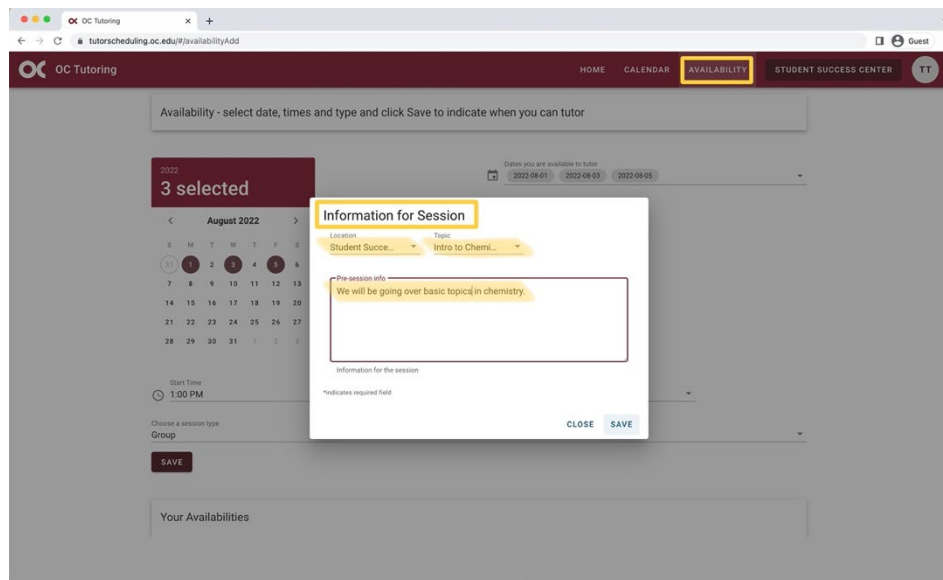 OC Tutoring
tutorscheduling.oc.edu/#/availabilityAdd
Guest
OC Tutoring
HOME CALENDAR AVAILABILITY STUDENT SUCCESS CENTER TT
Availability - select date, times and type and click Save to indicate when you can tutor
2022
3 selected
Dates you are available to tutor
2022-08-01 2022-08-03 2022-08-05
August 2022
S M T W T F S
31 1 2 3 4 5 6
7 8 9 10 11 12 13
14 15 16 17 18 19 20
21 22 23 24 25 26 27
28 29 30 31 1 2 3
Information for Session
Location Topic
Student Succe... Intro to Chemi...
Pre-session info
We will be going over basic topics in chemistry.
Information for the session
*indicates required field
CLOSE SAVE
Start Time
1:00 PM
Choose a session type
Group
SAVE
Your Availabilities